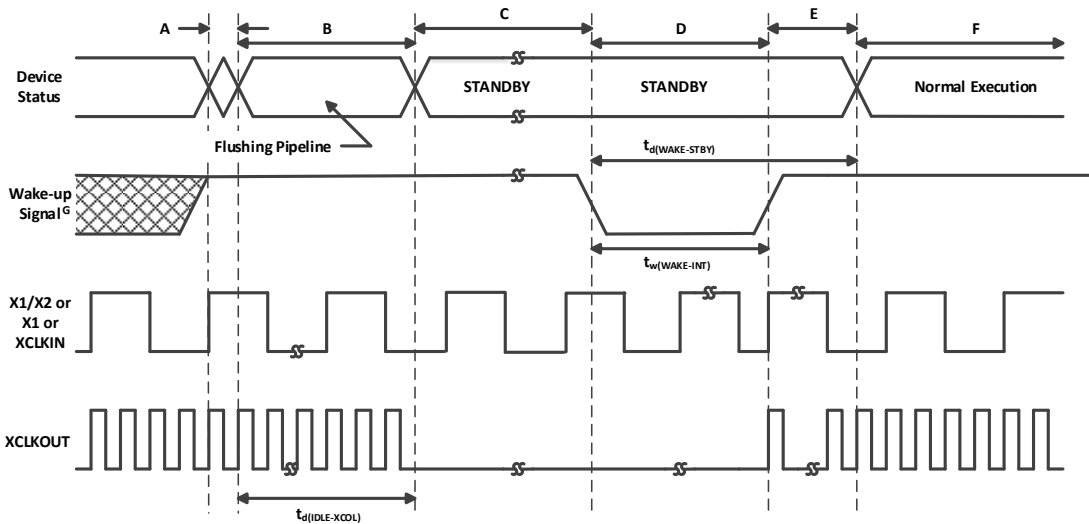 A
B
C
D
E
F
Device
Status
STANDBY
STANDBY
Normal Execution
Flushing Pipeline
td(WAKE-STBY)
Wake-up
SignalG
tw(WAKE-INT)
X1/X2 or
X1 or
XCLKIN
XCLKOUT
td(IDLE-XCOL)